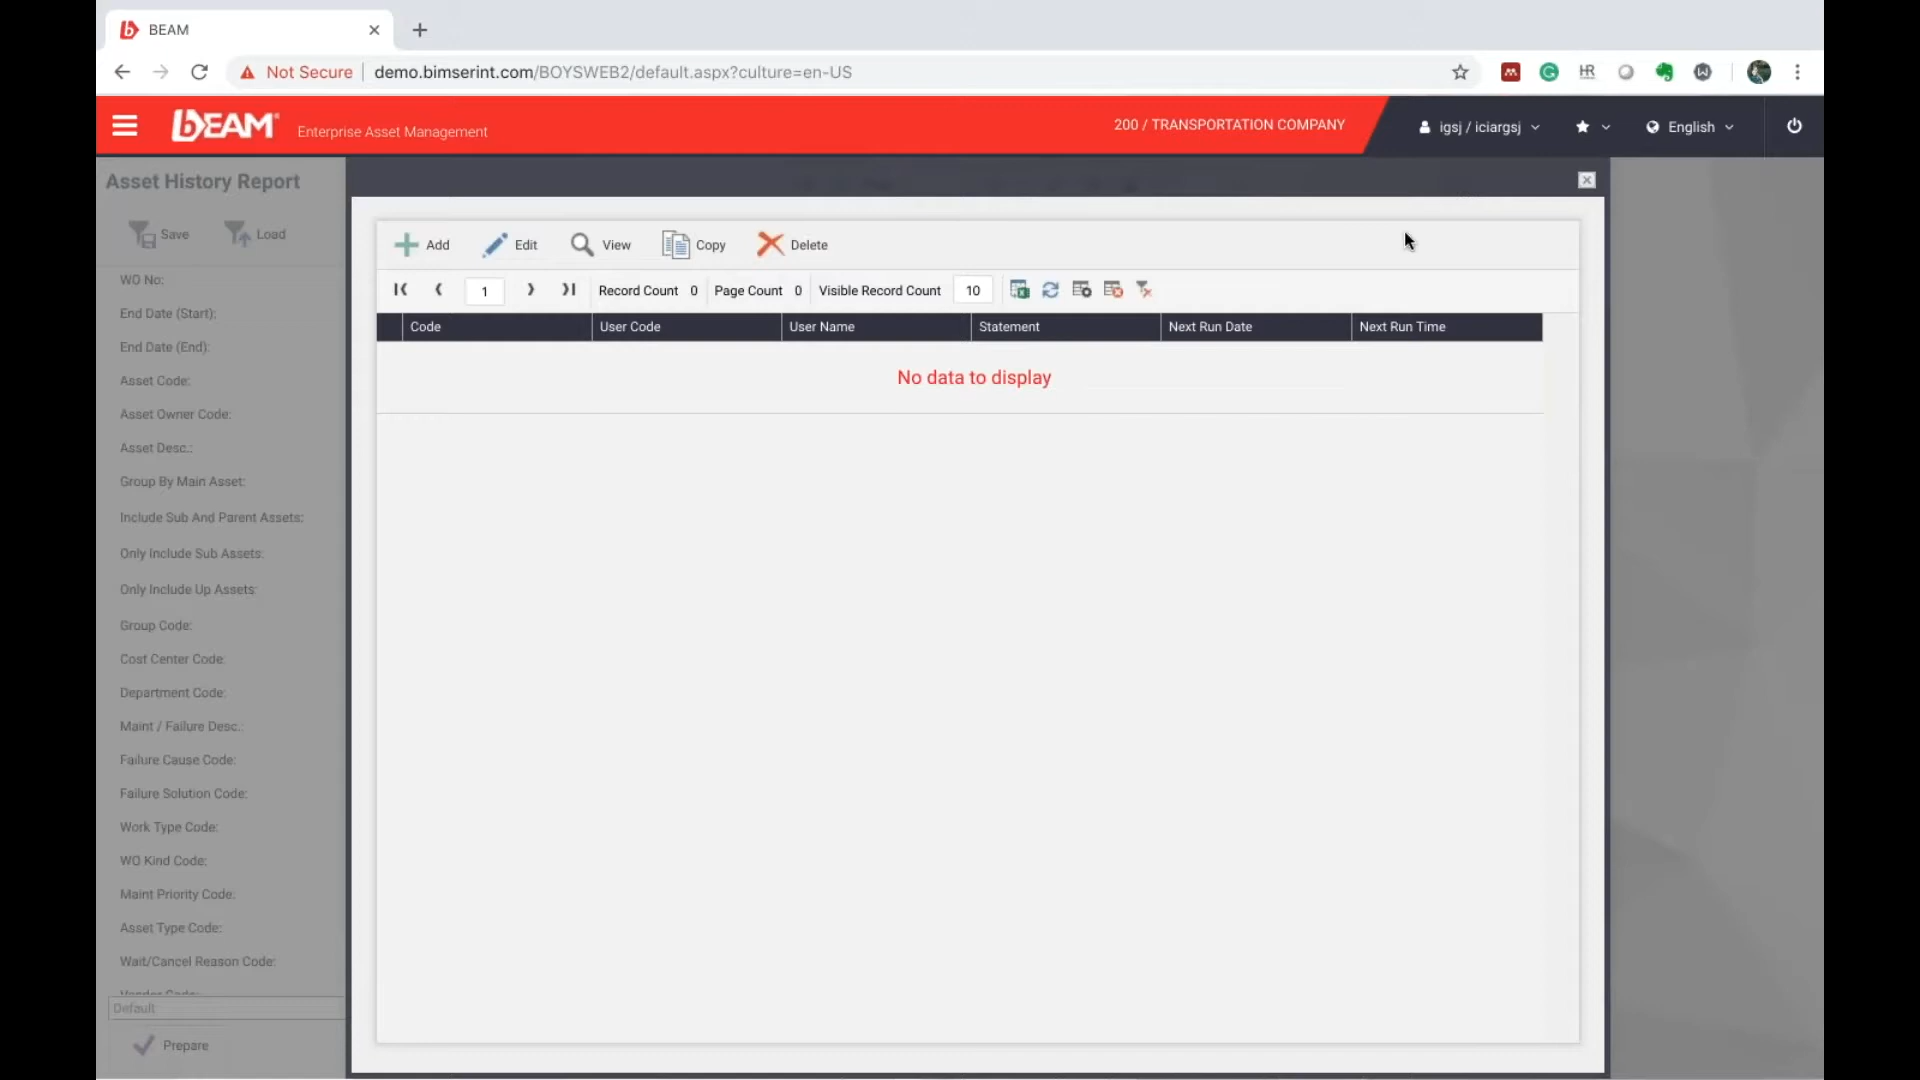 BEAM
Not Secure
demo.bimserint.com/BOYSWEB2/default.aspx?culture=en-US
HR
BEAM
Enterprise Asset Management
200 / TRANSPORTATION COMPANY
igsj / iciargsj
English
Asset History Report
Save
Load
WO No:
End Date (Start):
End Date (End):
Asset Code:
Asset Owner Code:
Asset Desc.:
Group By Main Asset:
Include Sub And Parent Assets:
Only Include Sub Assets:
Only Include Up Assets:
Group Code:
Cost Center Code:
Department Code:
Maint / Failure Desc.:
Failure Cause Code:
Failure Solution Code:
Work Type Code:
WO Kind Code:
Maint Priority Code:
Asset Type Code:
Wait/Cancel Reason Code:
Default
Prepare
Add
Edit
View
Copy
Delete
1
Record Count 0
Page Count 0
Visible Record Count 10
Code
User Code
User Name
Statement
Next Run Date
Next Run Time
No data to display